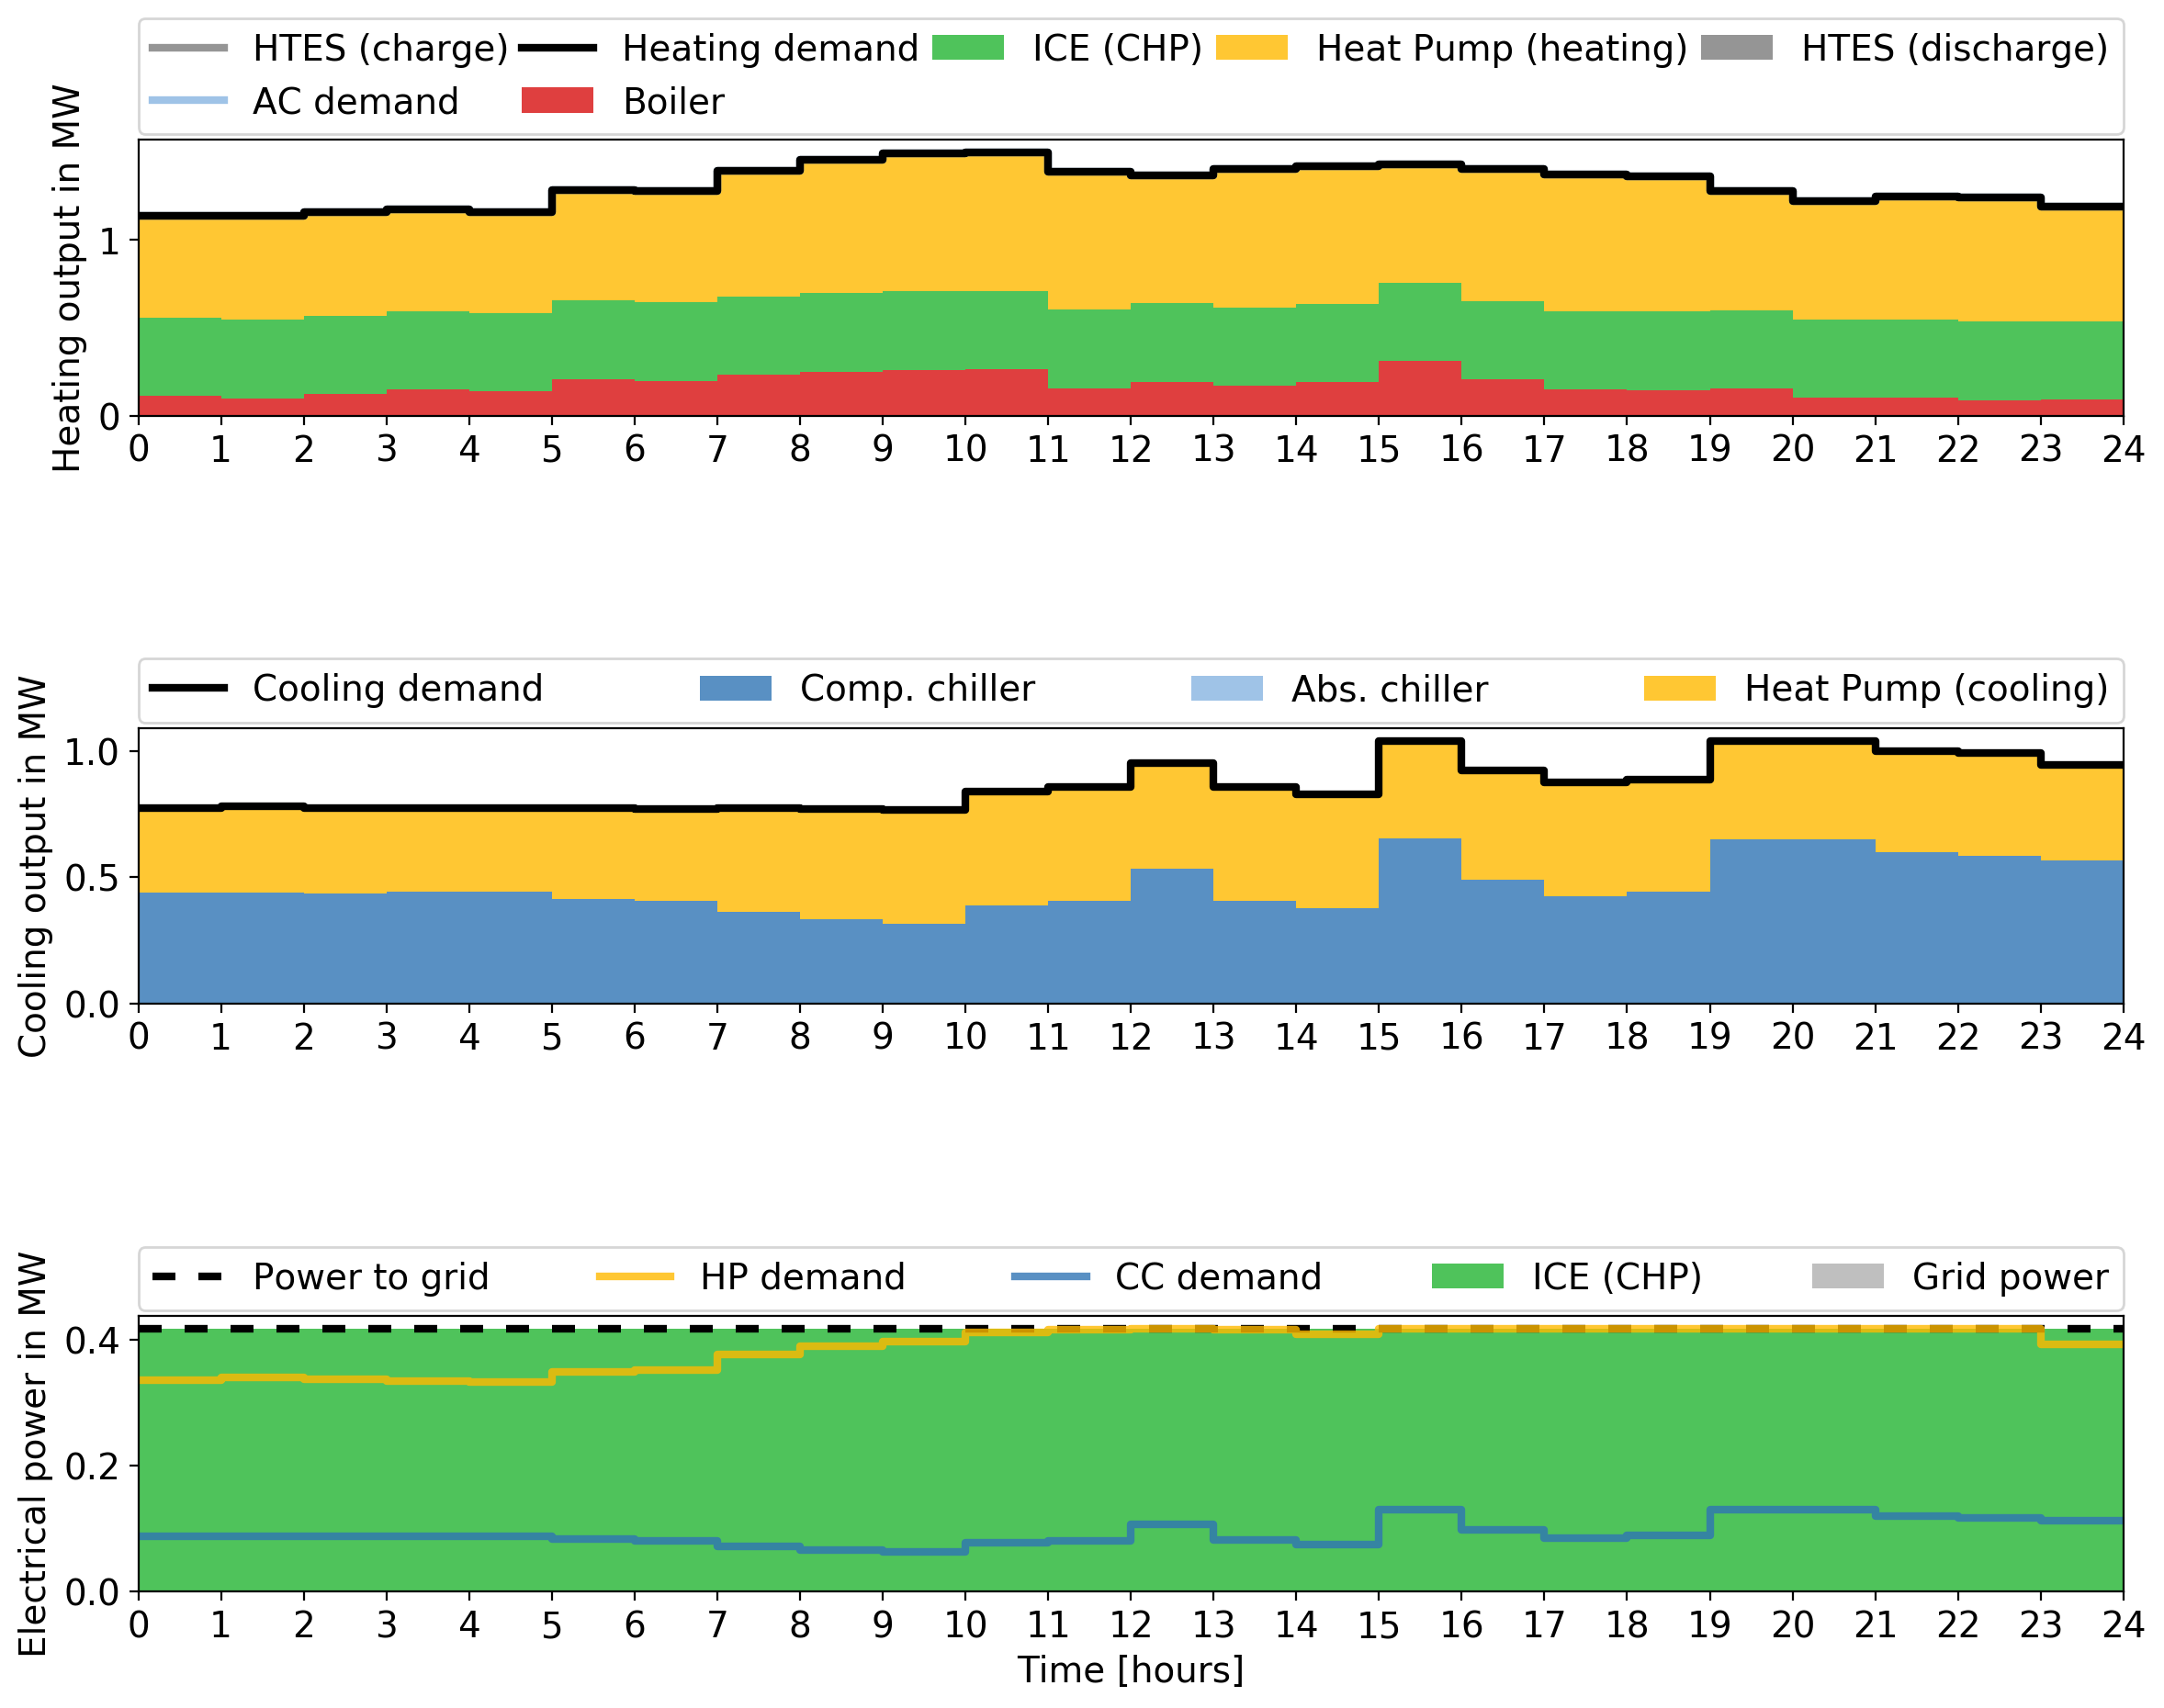 HTES (charge) Heating demand ICE (CHP) Heat Pump (heating) HTES (discharge)
AC demand Boiler
Heating output in MW
1
0
0 1 2 3 4 5 6 7 8 9 10 11 12 13 14 15 16 17 18 19 20 21 22 23 24
Cooling demand Comp. chiller Abs. chiller Heat Pump (cooling)
Cooling output in MW
1.0
0.5
0.0
0 1 2 3 4 5 6 7 8 9 10 11 12 13 14 15 16 17 18 19 20 21 22 23 24
Power to grid HP demand CC demand ICE (CHP) Grid power
Electrical power in MW
0.4
0.2
0.0
0 1 2 3 4 5 6 7 8 9 10 11 12 13 14 15 16 17 18 19 20 21 22 23 24
Time [hours]